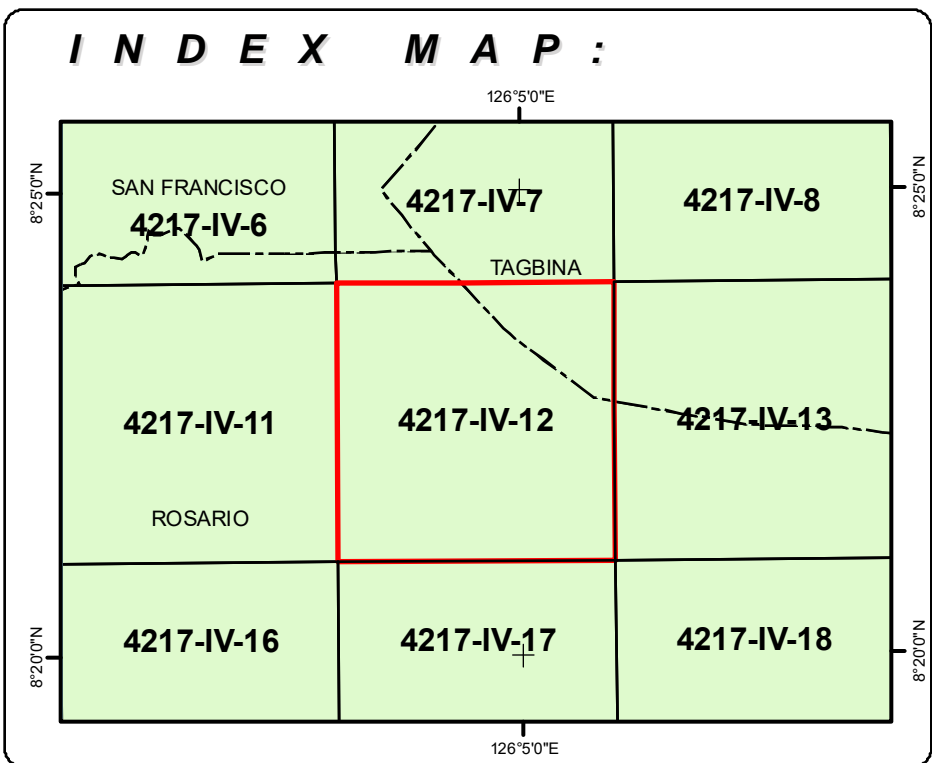 INDEX MAP:
126°5'0"E
8°25'0"N
8°25'0"N
SAN FRANCISCO
4217-IV-6
4217-IV-7
4217-IV-8
TAGBINA
4217-IV-11
4217-IV-12
4217-IV-13
ROSARIO
4217-IV-16
4217-IV-17
4217-IV-18
8°20'0"N
8°20'0"N
126°5'0"E